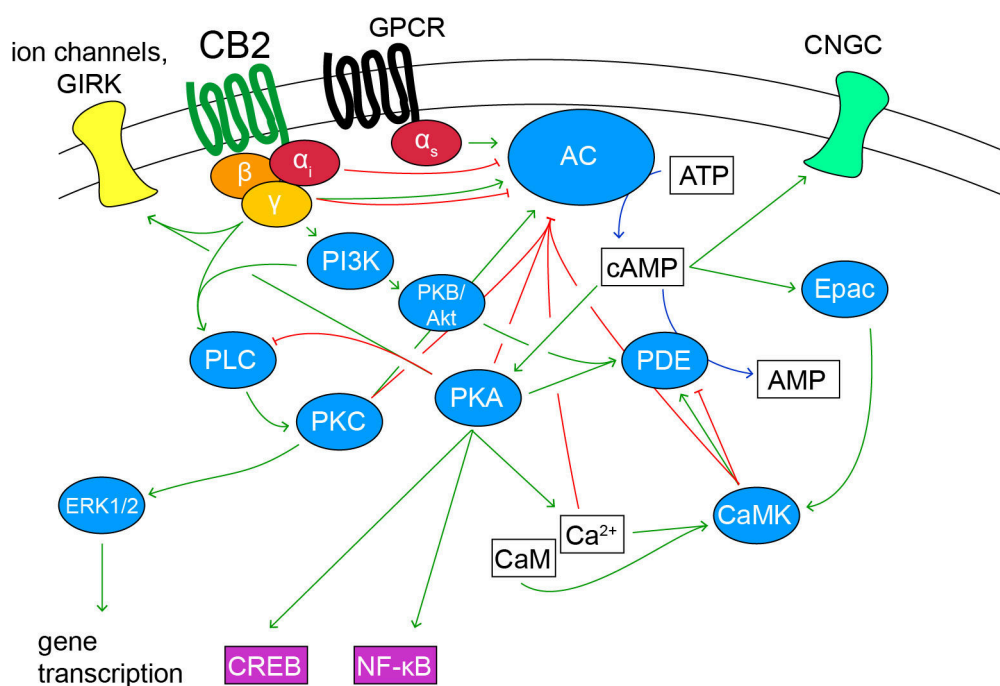 GPCR
CB2
CNGC
ion channels,
GIRK
αs
αi
β
γ
AC
ATP
cAMP
PI3K
PKB/
Akt
Epac
PLC
PDE
AMP
PKA
PKC
ERK1/2
CaMK
Ca²⁺
CaM
gene
transcription
CREB
NF-κB